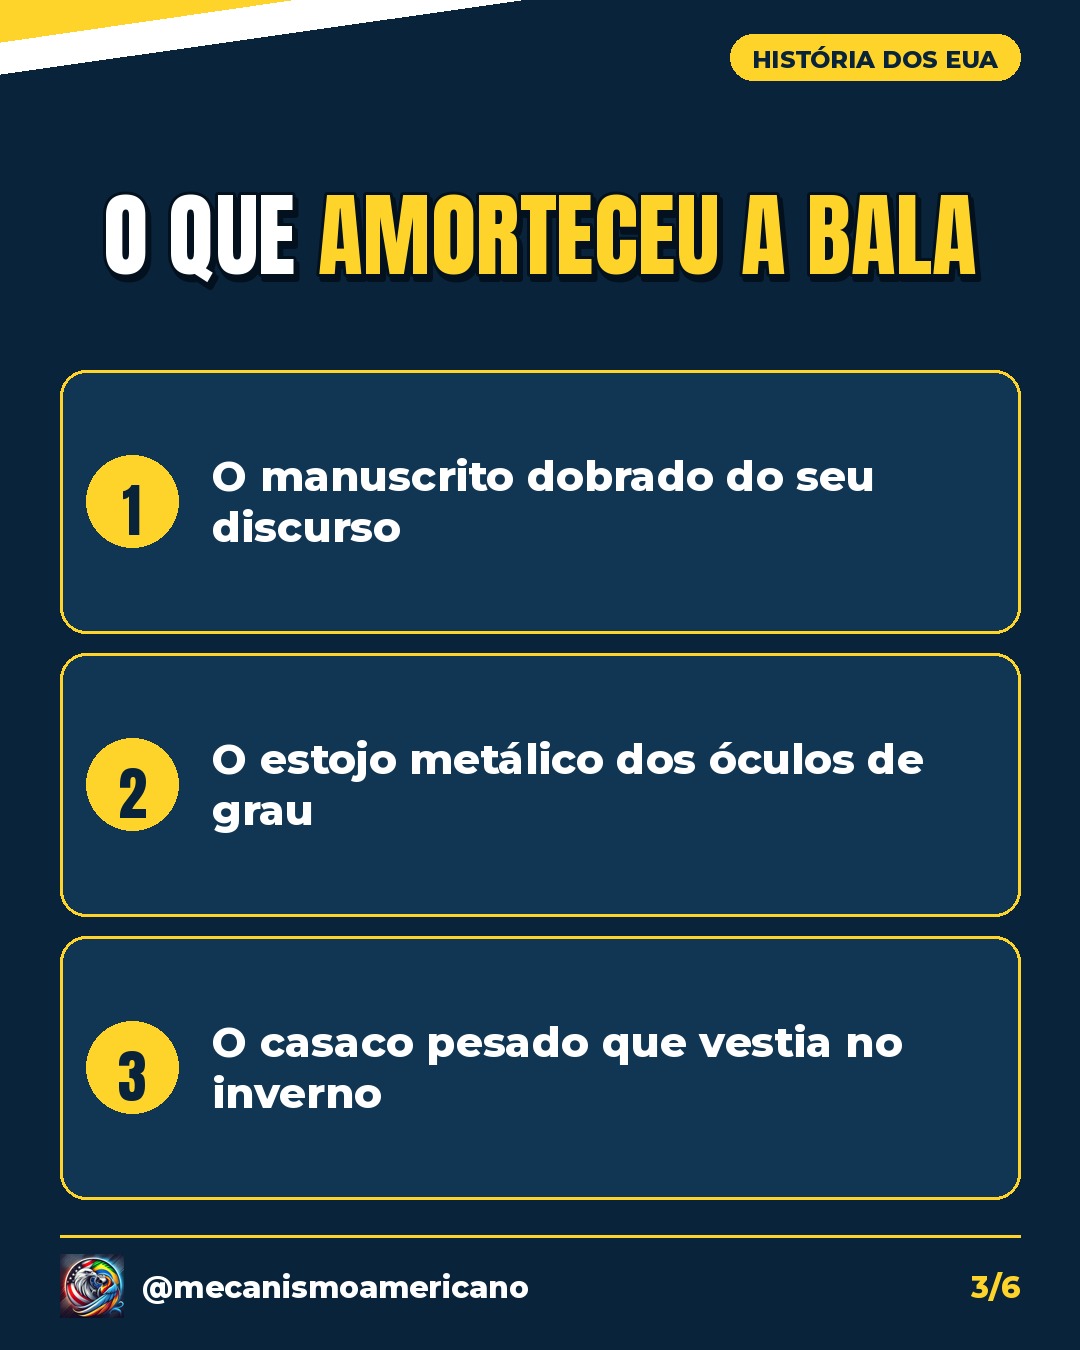 HISTÓRIA DOS EUA
O QUE AMORTECEU A BALA
1
O manuscrito dobrado do seu
discurso
2
O estojo metálico dos óculos de
grau
3
O casaco pesado que vestia no
inverno
@mecanismoamericano
3/6